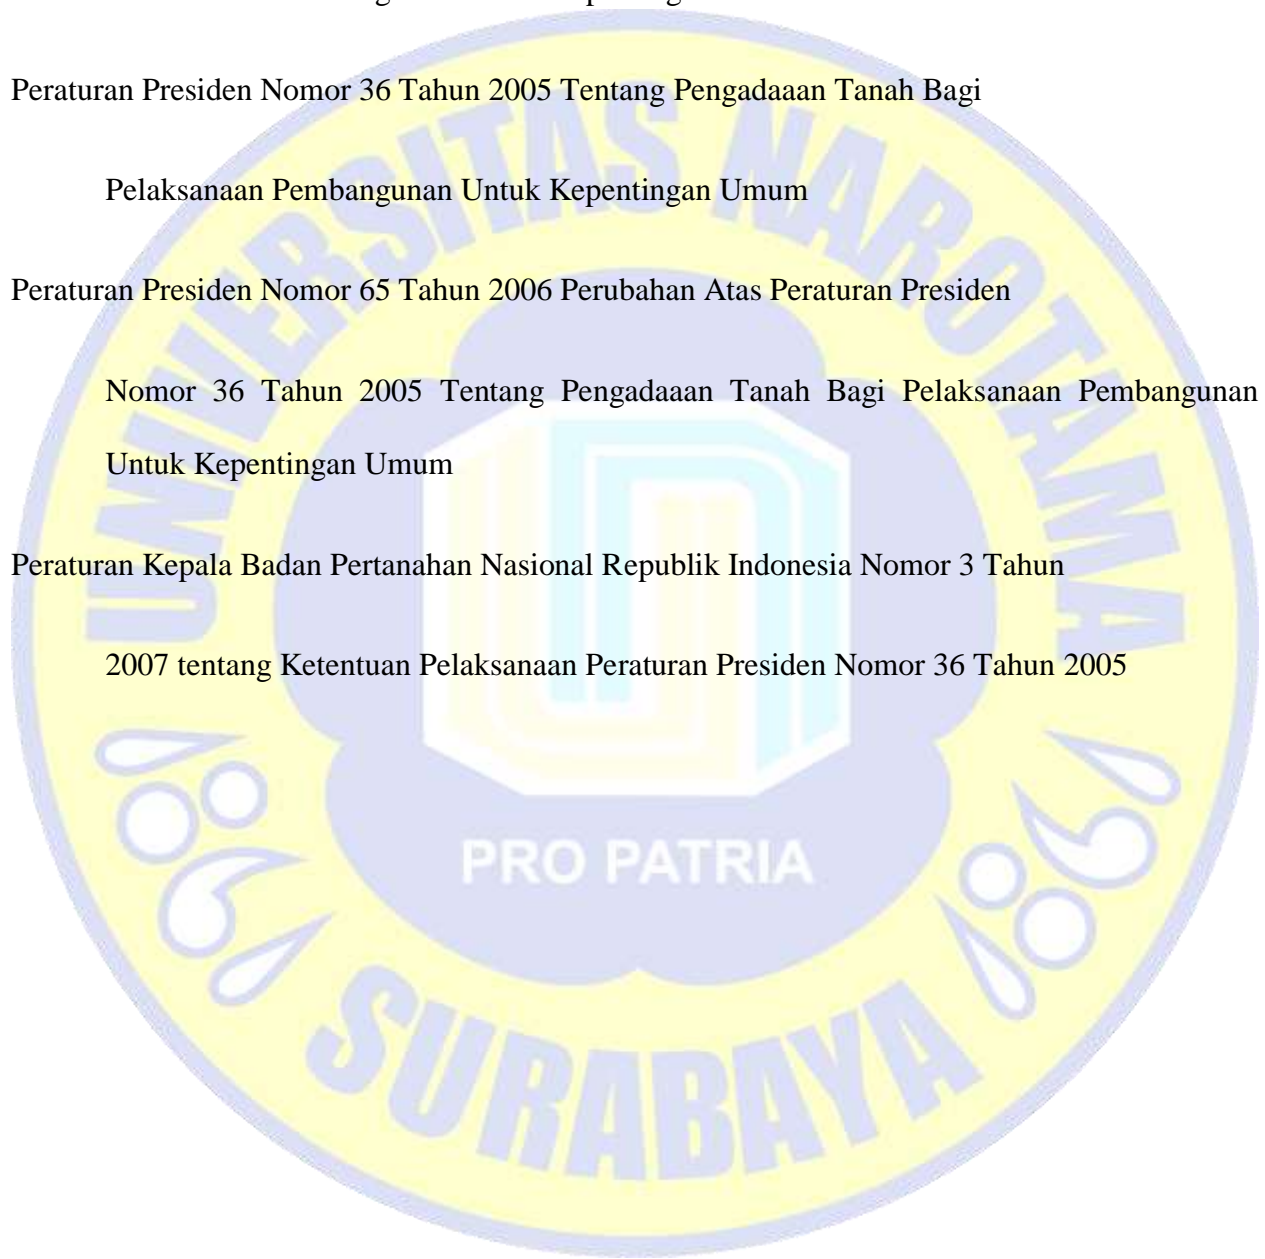 Peraturan Presiden Nomor 36 Tahun 2005 Tentang Pengadaaan Tanah Bagi
Pelaksanaan Pembangunan Untuk Kepentingan Umum
Peraturan Presiden Nomor 65 Tahun 2006 Perubahan Atas Peraturan Presiden
Nomor 36 Tahun 2005 Tentang Pengadaaan Tanah Bagi Pelaksanaan Pembangunan
Untuk Kepentingan Umum
Peraturan Kepala Badan Pertanahan Nasional Republik Indonesia Nomor 3 Tahun
2007 tentang Ketentuan Pelaksanaan Peraturan Presiden Nomor 36 Tahun 2005
UNIVERSITAS NAROTAMA
PRO PATRIA
SURABAYA